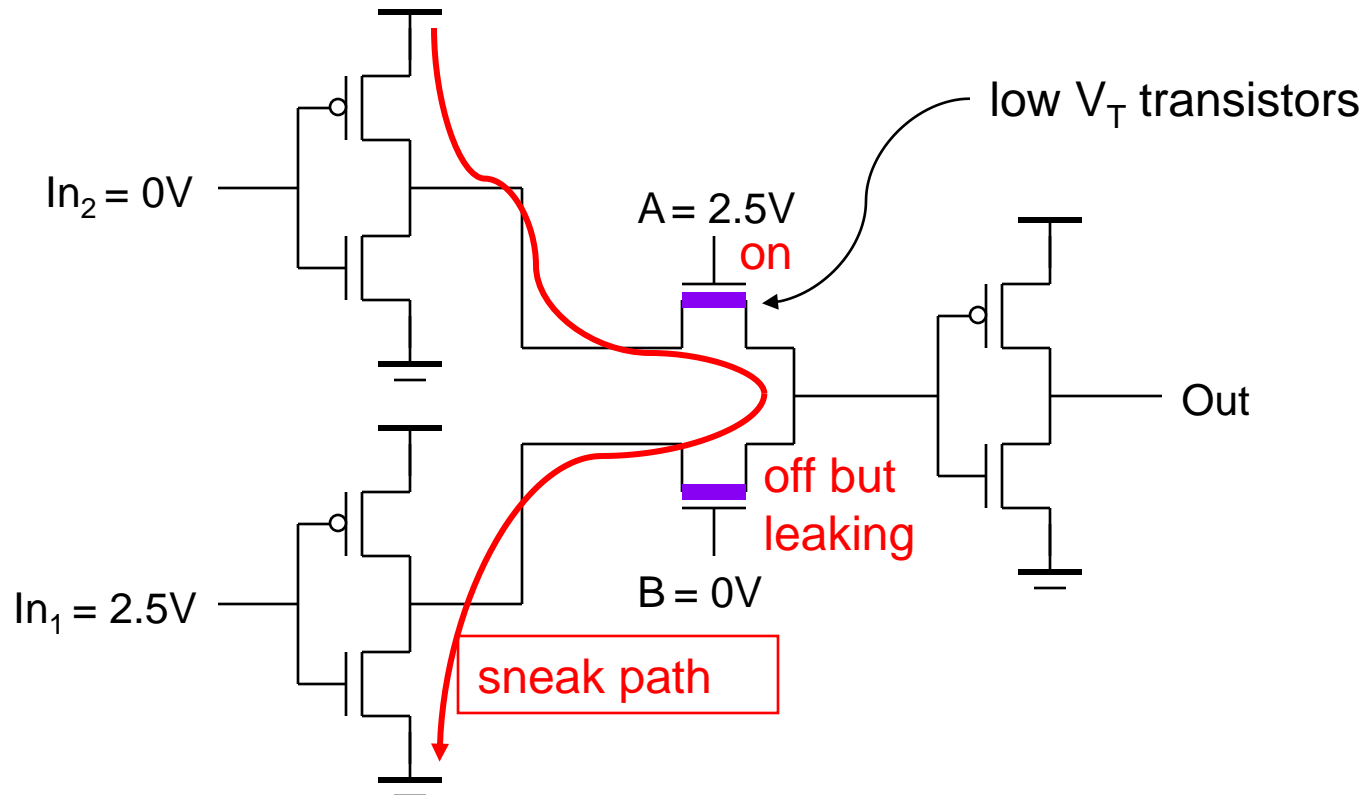 low V_T transistors
In_2 = 0V
A = 2.5V
on
Out
off but
leaking
B = 0V
In_1 = 2.5V
sneak path